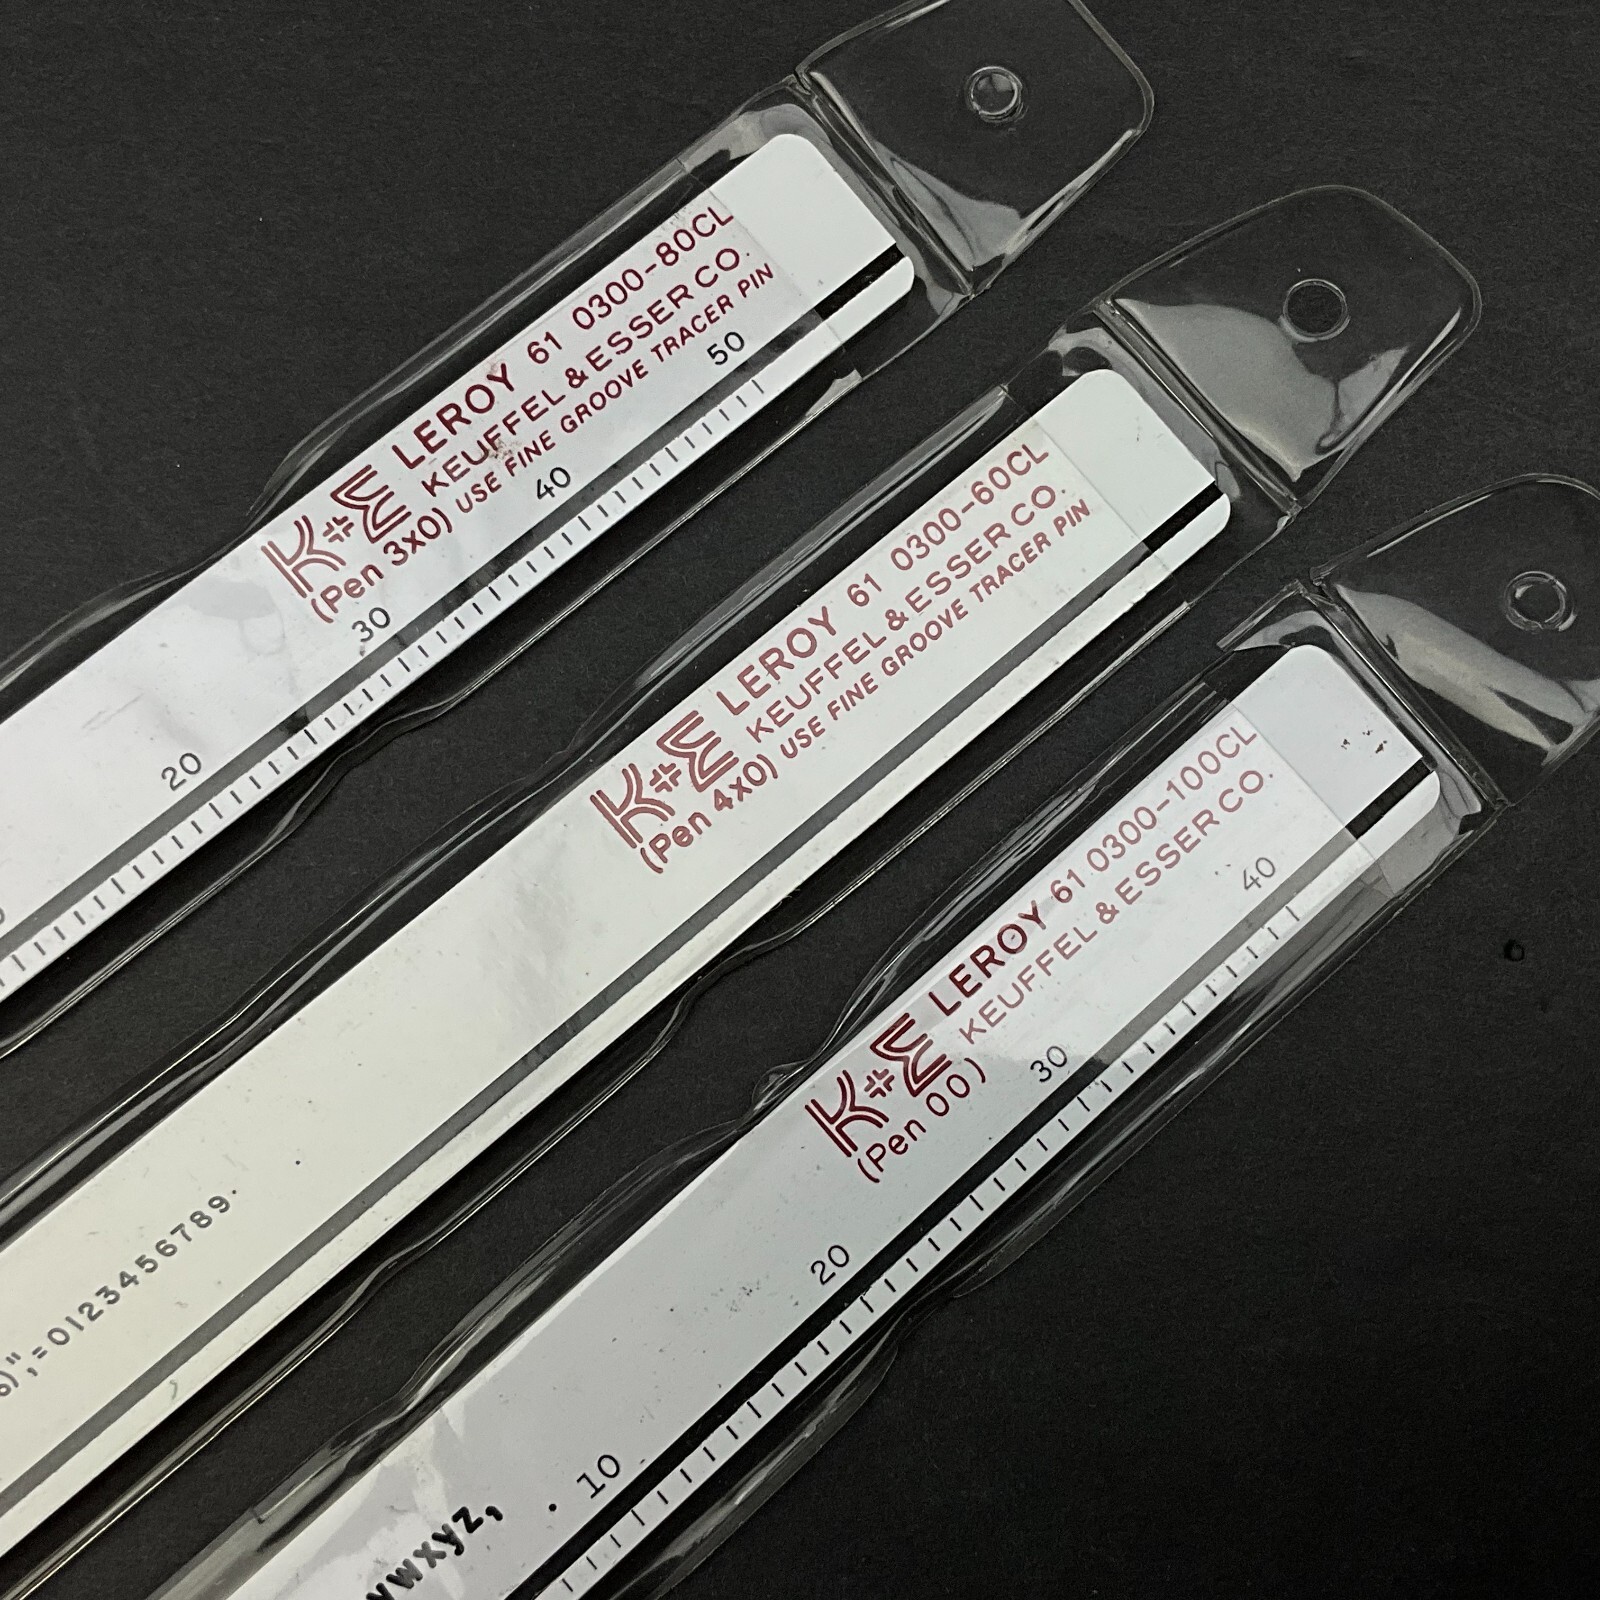 K+E LEROY 61 0300-80CL
KEUFFEL & ESSER CO.
(Pen 3x0) USE FINE GROOVE TRACER PIN
20 30 40 50
K+E LEROY 61 0300-60CL
KEUFFEL & ESSER CO.
(Pen 4x0) USE FINE GROOVE TRACER PIN
)";=0123456789.
K+E LEROY 61 0300-100CL
KEUFFEL & ESSER CO.
(Pen 00)
10 20 30 40
wxyz,